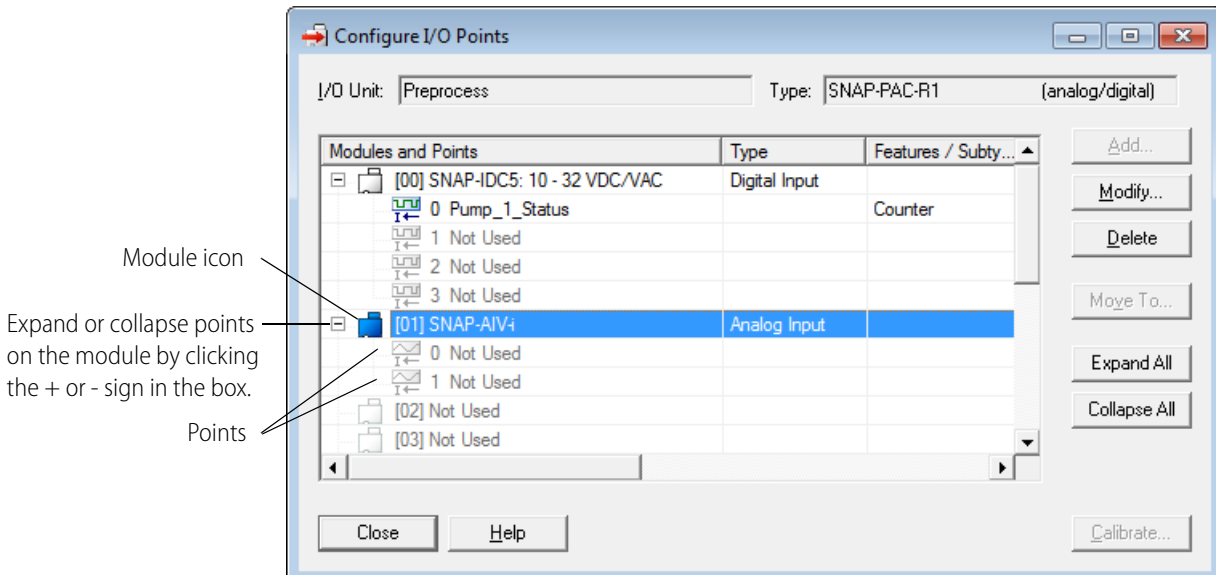 Configure I/O Points
I/O Unit: Preprocess Type: SNAP-PAC-R1 (analog/digital)
Modules and Points Type Features / Subty...
[00] SNAP-IDC5: 10 - 32 VDC/VAC Digital Input
0 Pump_1_Status Counter
1 Not Used
2 Not Used
3 Not Used
[01] SNAP-AIV-i Analog Input
0 Not Used
1 Not Used
[02] Not Used
[03] Not Used
Add...
Modify...
Delete
Move To...
Expand All
Collapse All
Close Help Calibrate...
Module icon
Expand or collapse points
on the module by clicking
the + or - sign in the box.
Points